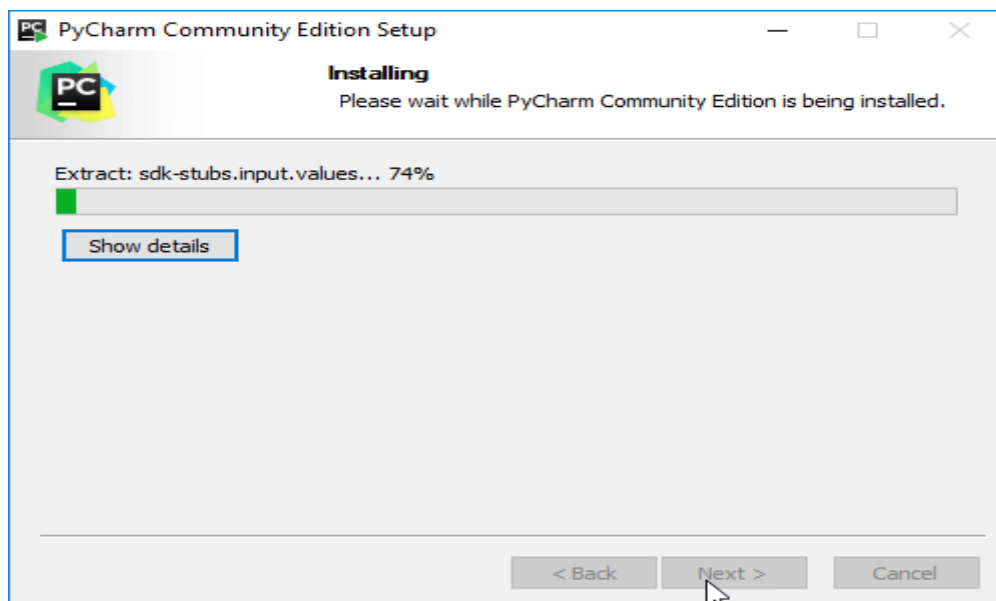 PC PyCharm Community Edition Setup
PC
Installing
Please wait while PyCharm Community Edition is being installed.
Extract: sdk-stubs.input.values... 74%
Show details
< Back
Next >
Cancel